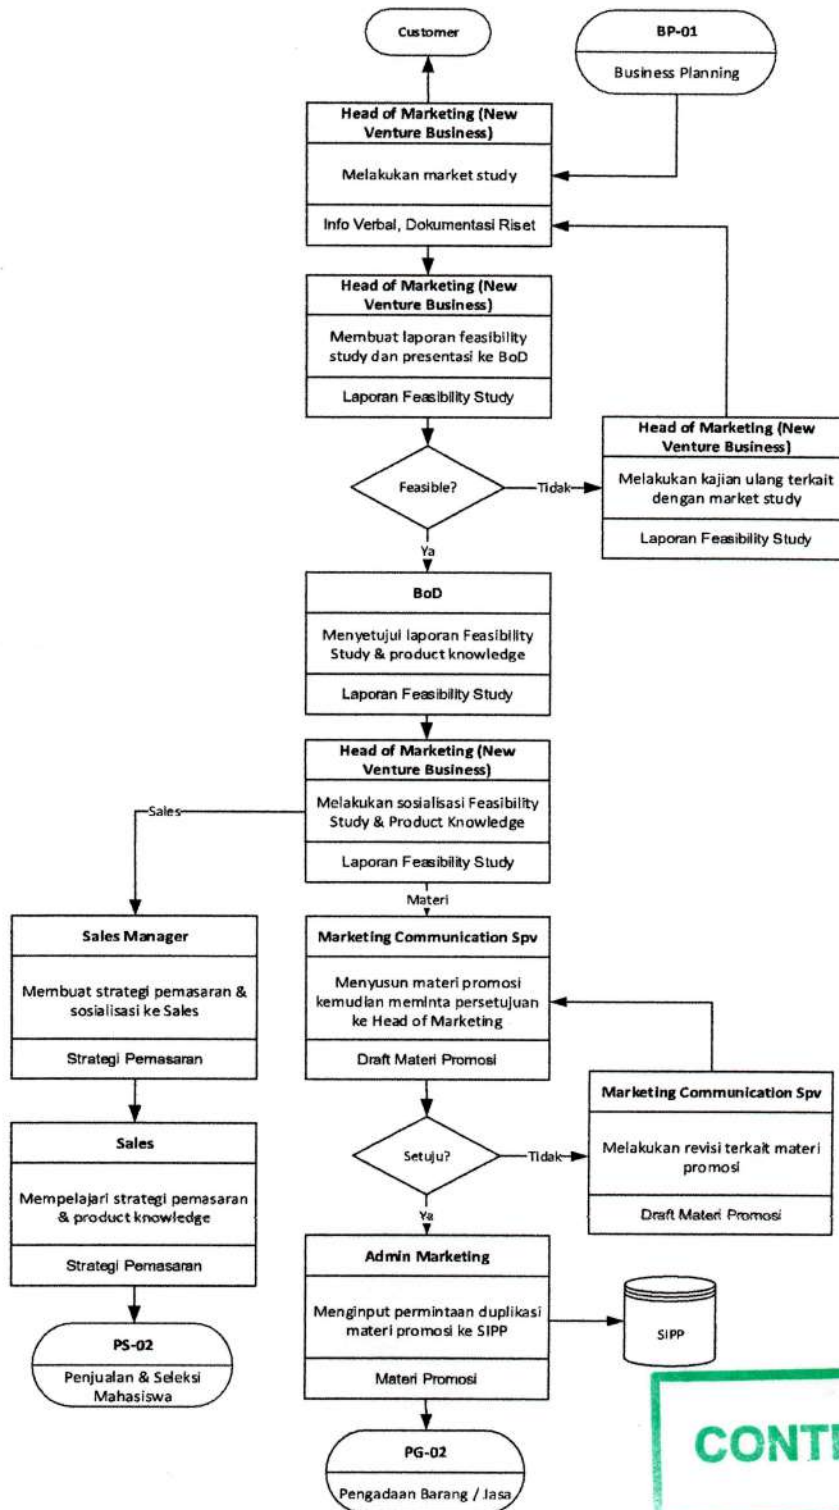 Customer
BP-01
Business Planning
Head of Marketing (New
Venture Business)
Melakukan market study
Info Verbal, Dokumentasi Riset
Head of Marketing (New
Venture Business)
Membuat laporan feasibility
study dan presentasi ke BoD
Laporan Feasibility Study
Head of Marketing (New
Venture Business)
Melakukan kajian ulang terkait
dengan market study
Laporan Feasibility Study
Feasible?
Tidak
Ya
BoD
Menyetujui laporan Feasibility
Study & product knowledge
Laporan Feasibility Study
Head of Marketing (New
Venture Business)
Melakukan sosialisasi Feasibility
Study & Product Knowledge
Laporan Feasibility Study
Sales
Materi
Sales Manager
Membuat strategi pemasaran &
sosialisasi ke Sales
Strategi Pemasaran
Marketing Communication Spv
Menyusun materi promosi
kemudian meminta persetujuan
ke Head of Marketing
Draft Materi Promosi
Marketing Communication Spv
Melakukan revisi terkait materi
promosi
Draft Materi Promosi
Sales
Mempelajari strategi pemasaran
& product knowledge
Strategi Pemasaran
Setuju?
Tidak
Ya
Admin Marketing
Menginput permintaan duplikasi
materi promosi ke SIPP
Materi Promosi
SIPP
PS-02
Penjualan & Seleksi
Mahasiswa
PG-02
Pengadaan Barang / Jasa